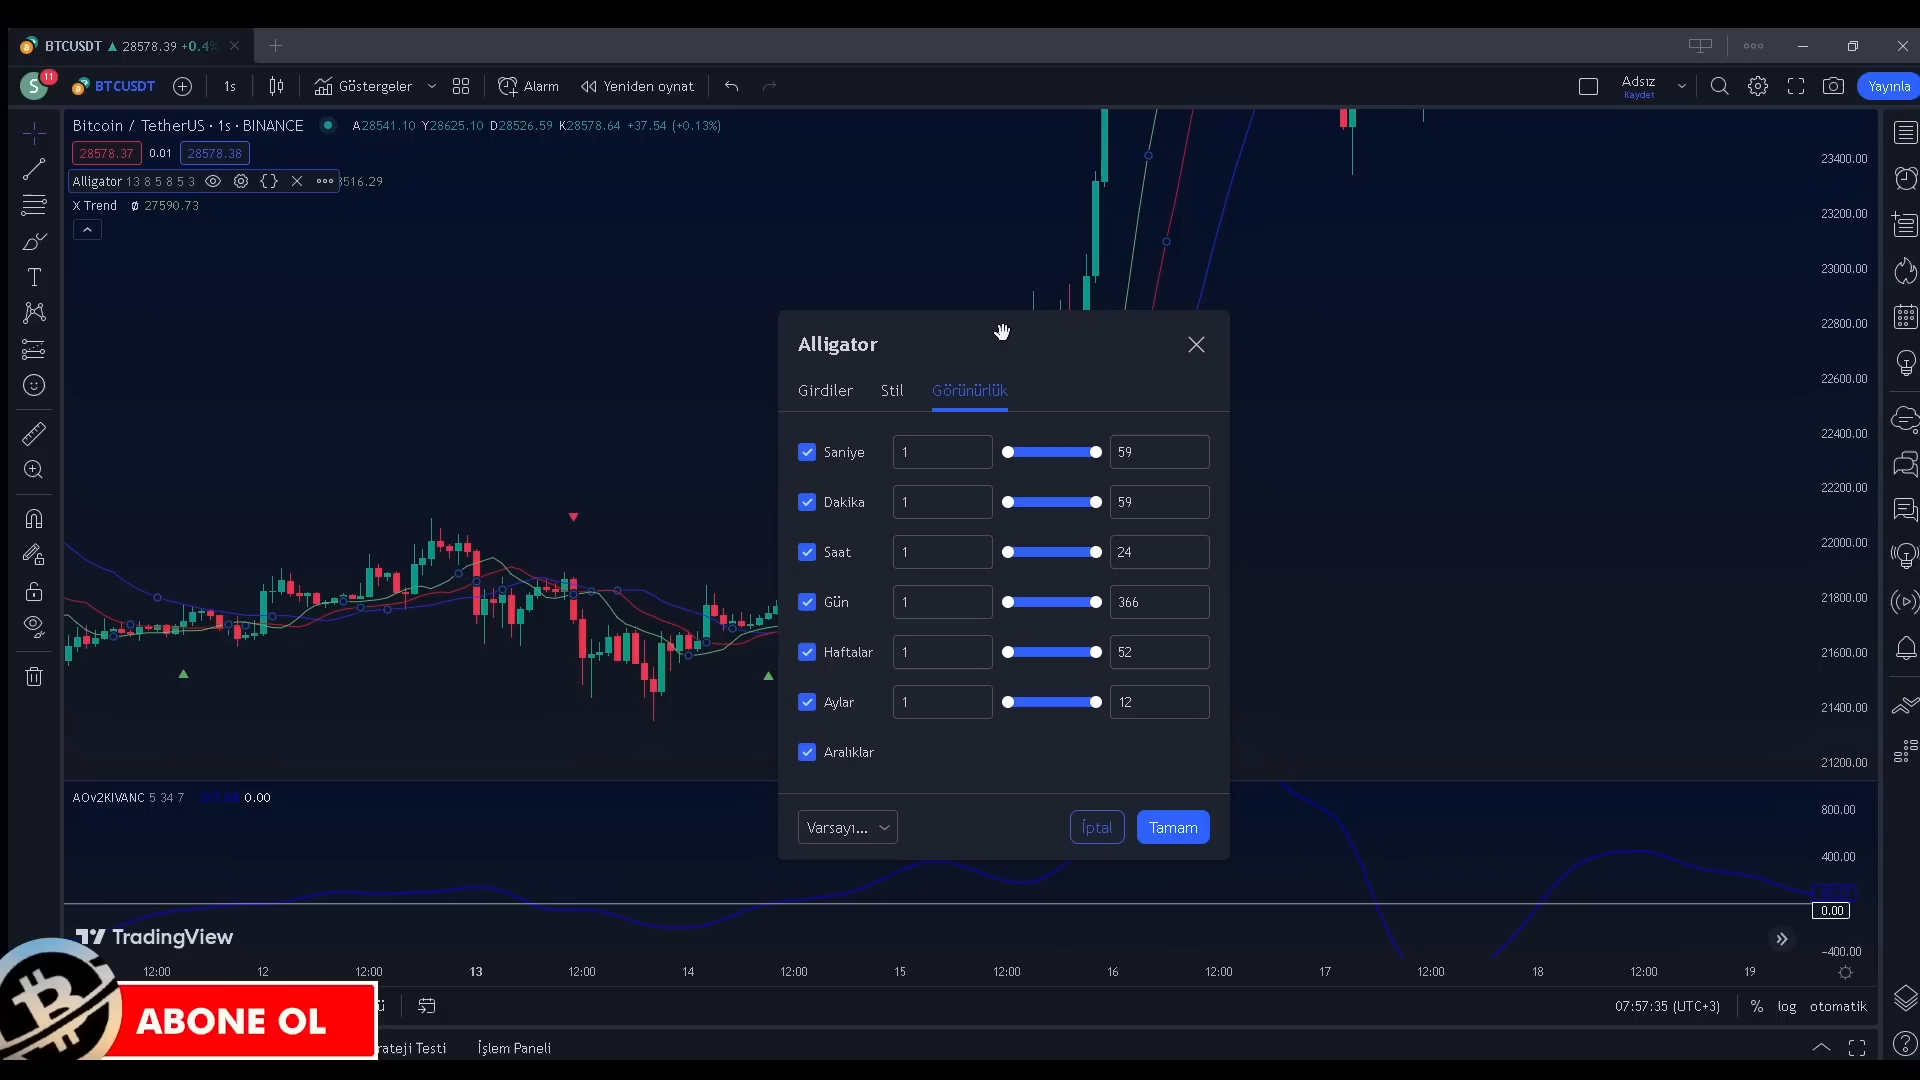 BTCUSDT ▲ 28578.39 +0.4%
S 11 BTCUSDT 1s Göstergeler Alarm Yeniden oynat Adsız Kaydet Yayınla
Bitcoin / TetherUS · 1s · BINANCE A28541.10 Y28625.10 D28526.59 K28578.64 +37.54 (+0.13%)
28578.37 0.01 28578.38
Alligator 13 8 5 8 5 3 8516.29
X Trend ø 27590.73
23400.00
23200.00
23000.00
22800.00
22600.00
22400.00
22200.00
22000.00
21800.00
21600.00
21400.00
21200.00
Alligator
Girdiler Stil Görünürlük
Saniye 1 59
Dakika 1 59
Saat 1 24
Gün 1 366
Haftalar 1 52
Aylar 1 12
Aralıklar
Varsayı... İptal Tamam
AOv2KIVANC 5 34 7 0.00
800.00
400.00
0.00
−400.00
TradingView
12:00 12 12:00 13 12:00 14 12:00 15 12:00 16 12:00 17 12:00 18 12:00 19
07:57:35 (UTC+3) % log otomatik
ABONE OL
rateji Testi İşlem Paneli